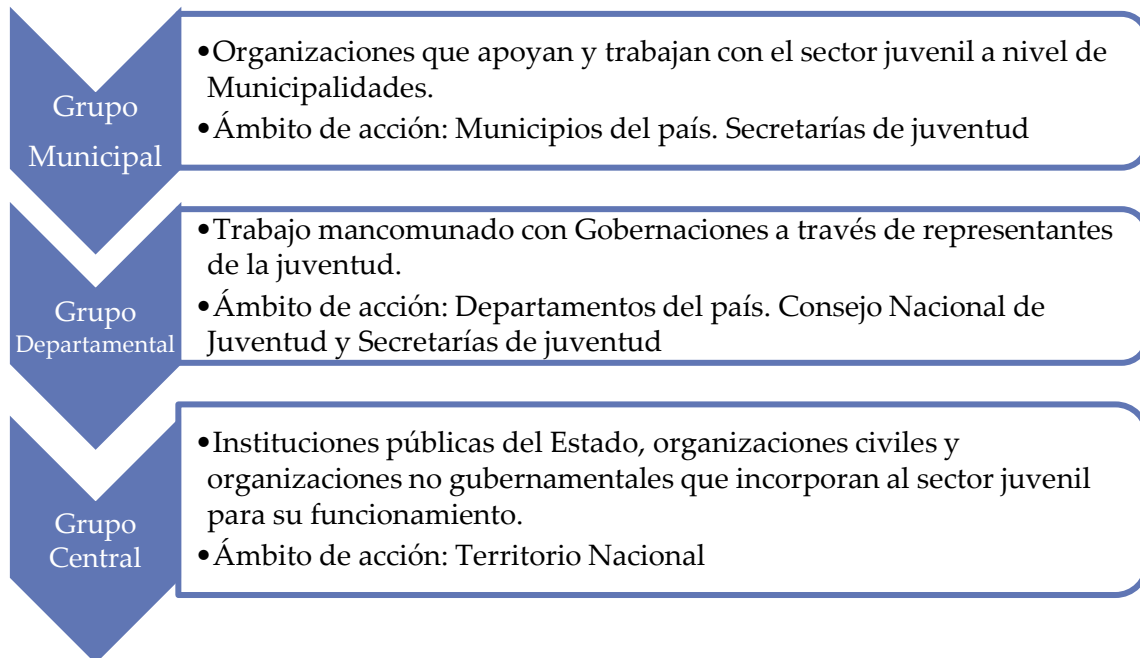 Grupo
Municipal
•Organizaciones que apoyan y trabajan con el sector juvenil a nivel de
Municipalidades.
•Ámbito de acción: Municipios del país. Secretarías de juventud
Grupo
Departamental
•Trabajo mancomunado con Gobernaciones a través de representantes
de la juventud.
•Ámbito de acción: Departamentos del país. Consejo Nacional de
Juventud y Secretarías de juventud
Grupo
Central
•Instituciones públicas del Estado, organizaciones civiles y
organizaciones no gubernamentales que incorporan al sector juvenil
para su funcionamiento.
•Ámbito de acción: Territorio Nacional